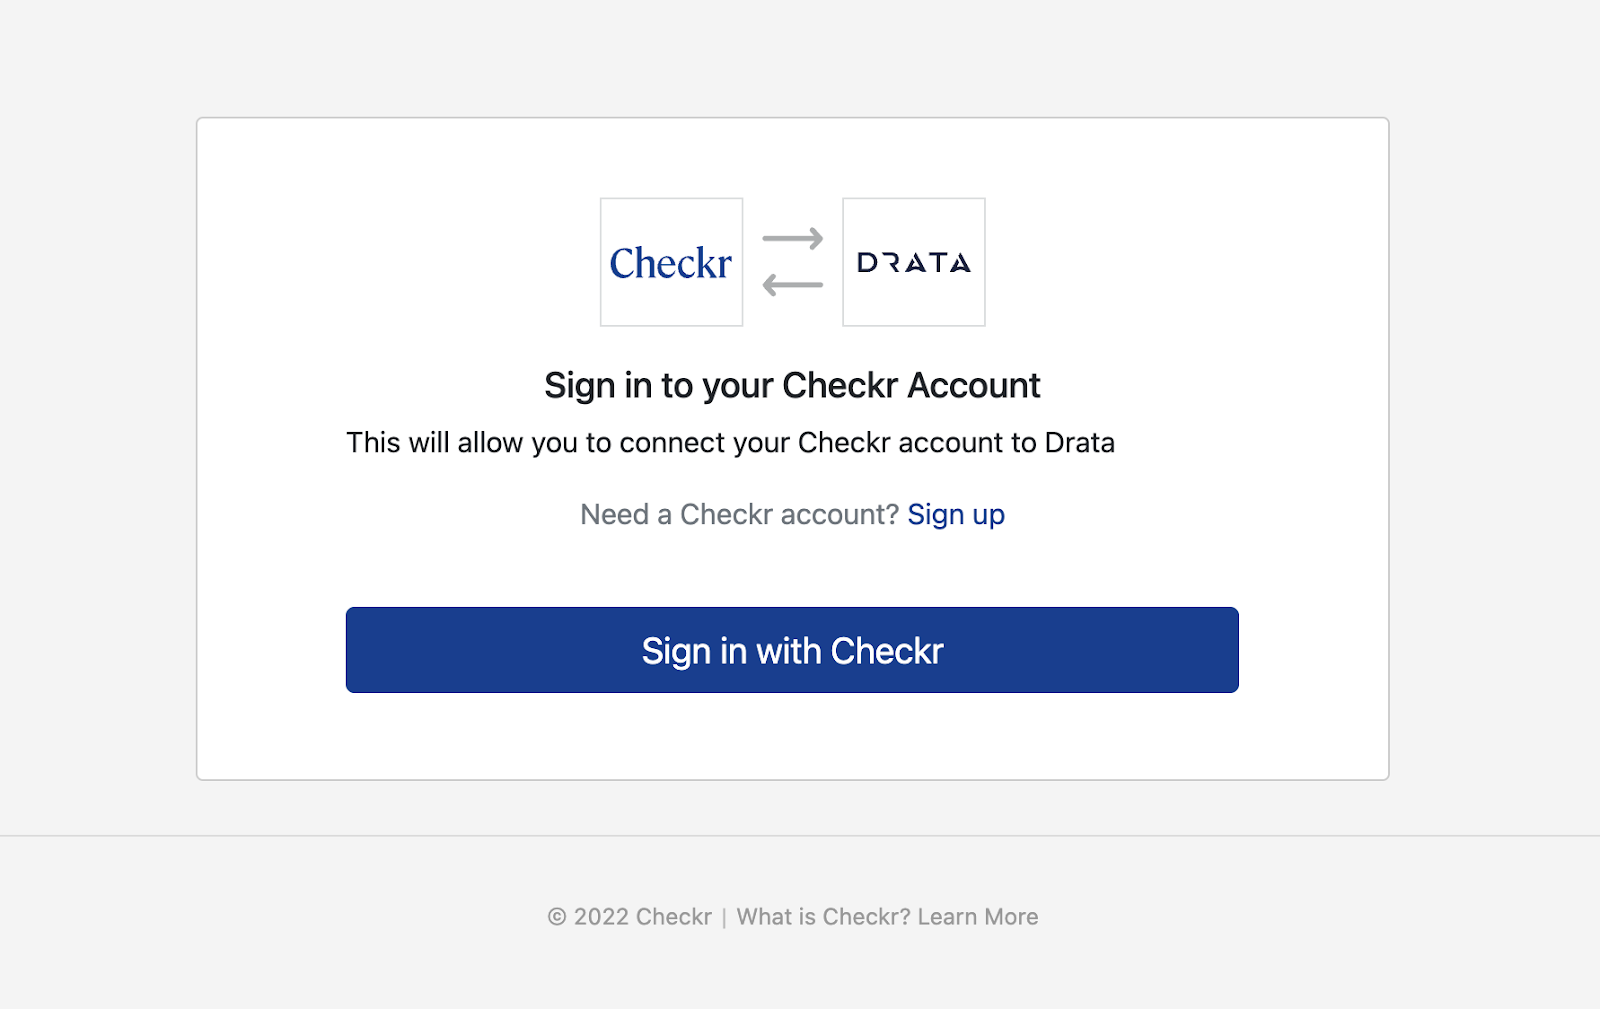 Checkr
DRATA
Sign in to your Checkr Account
This will allow you to connect your Checkr account to Drata
Need a Checkr account? Sign up
Sign in with Checkr
© 2022 Checkr | What is Checkr? Learn More